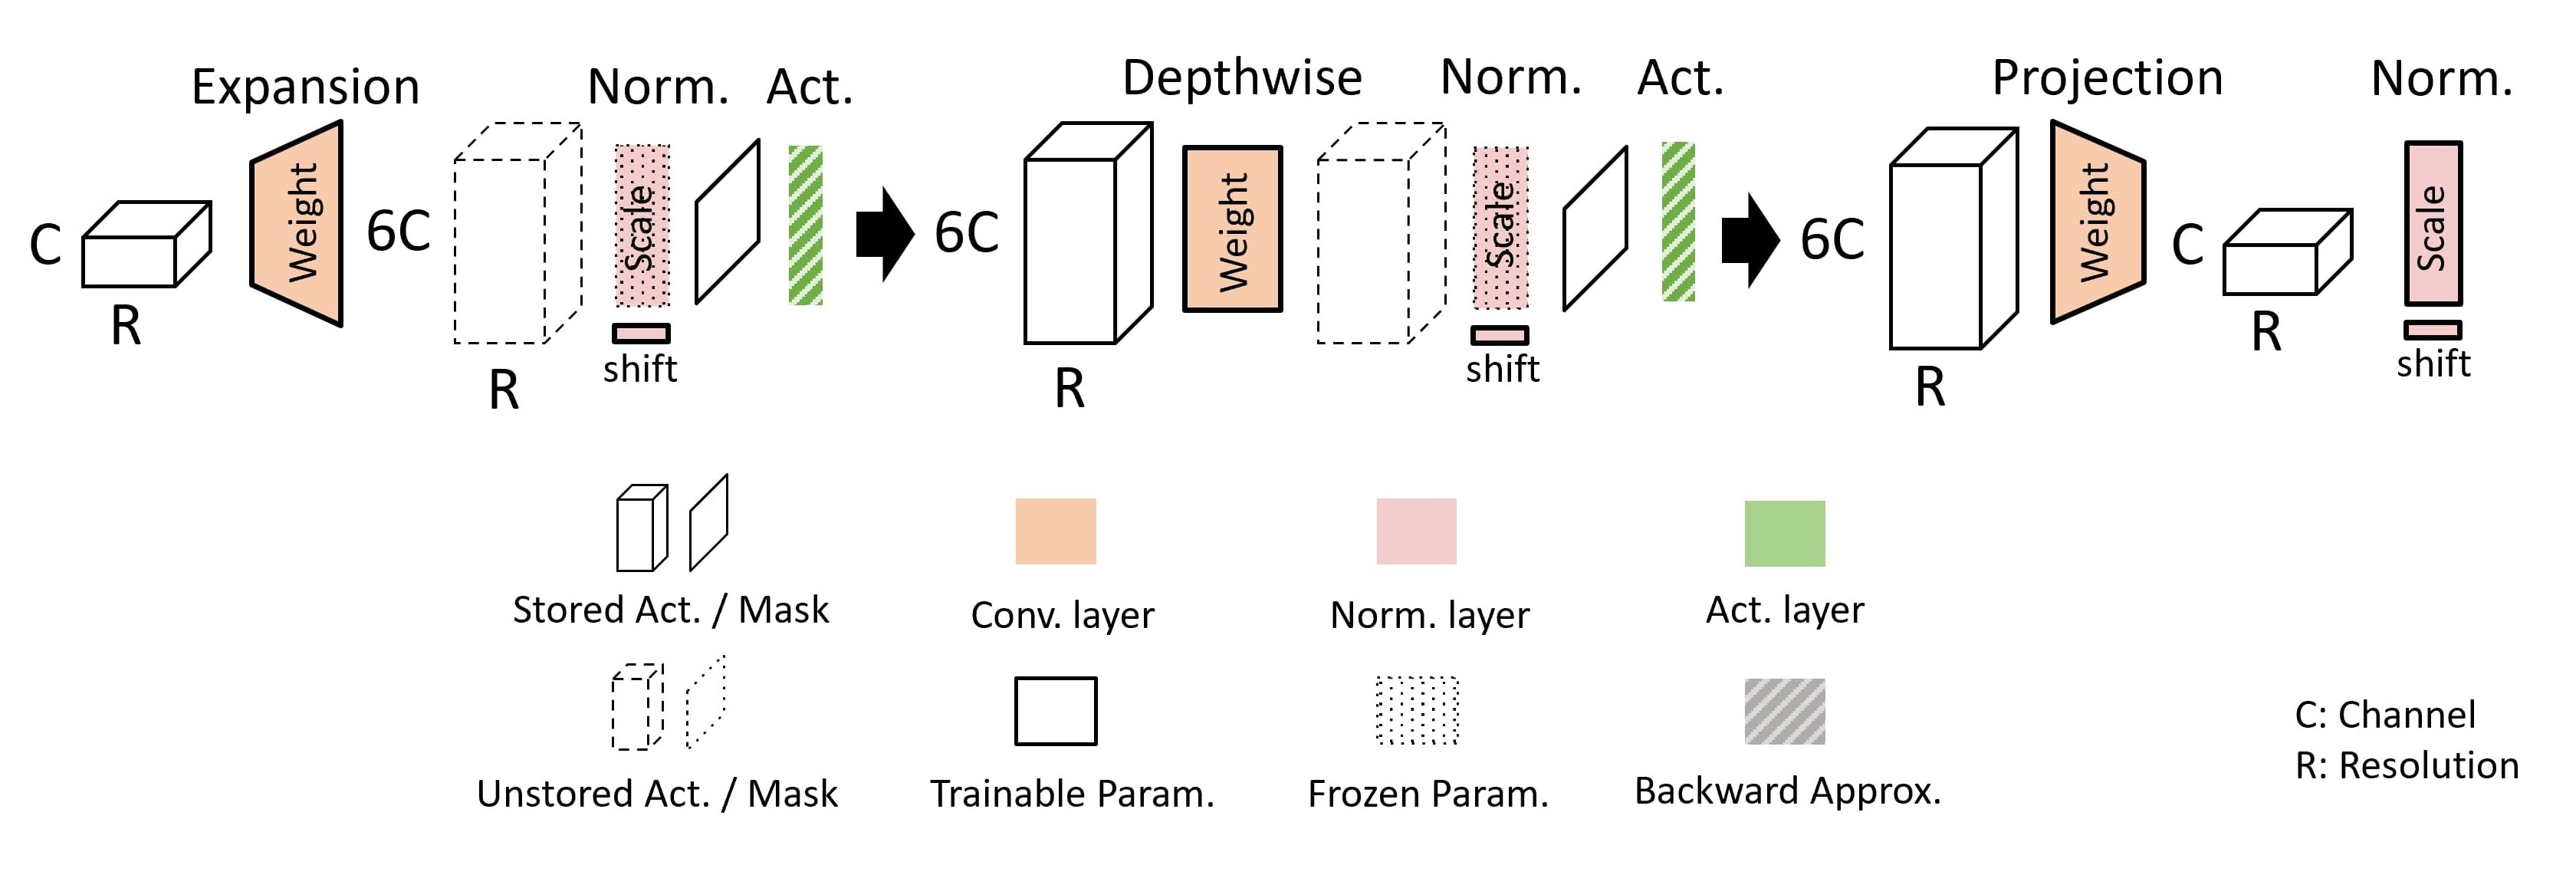 Expansion Norm. Act. Depthwise Norm. Act. Projection Norm.
C Weight 6C Scale 6C Weight Scale 6C Weight C Scale
R R shift R shift R R shift
Stored Act. / Mask Conv. layer Norm. layer Act. layer
Unstored Act. / Mask Trainable Param. Frozen Param. Backward Approx.
C: Channel
R: Resolution